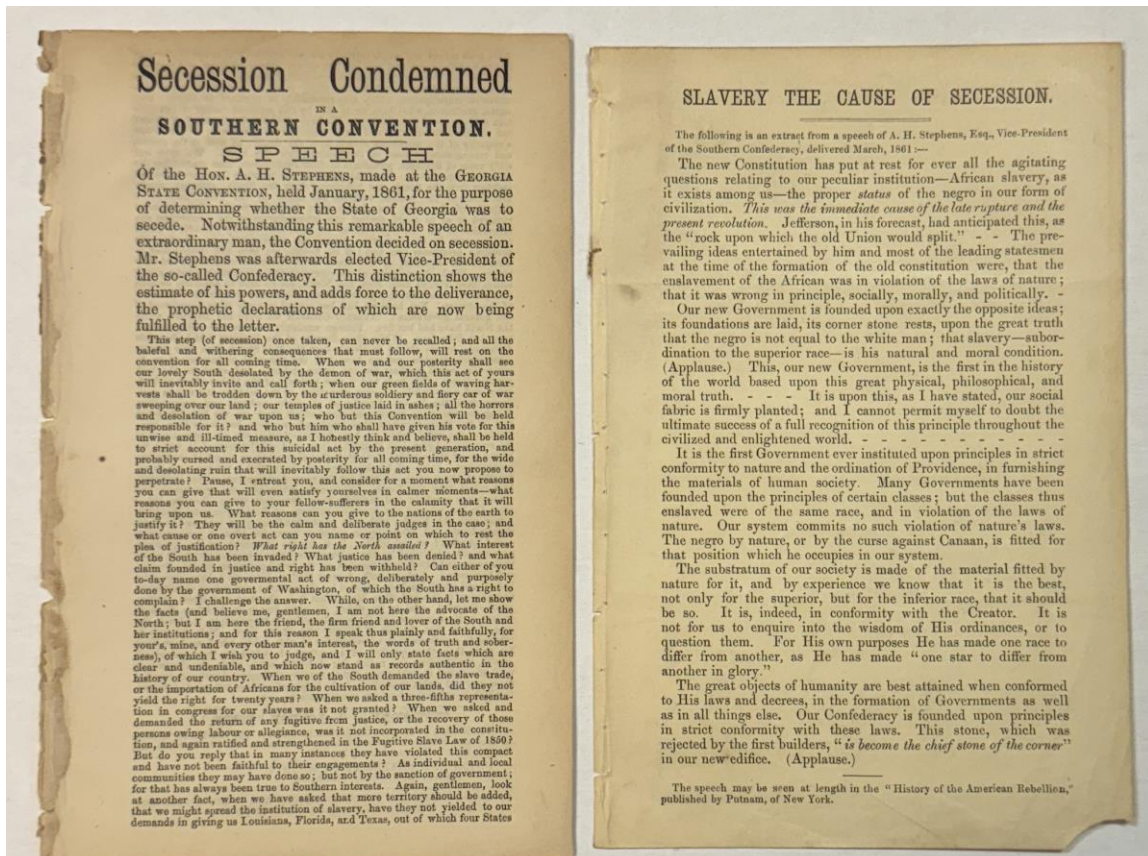 Secession Condemned
IN A
SOUTHERN CONVENTION.
SPEECH
Of the HON. A. H. STEPHENS, made at the GEORGIA
STATE CONVENTION, held January, 1861, for the purpose
of determining whether the State of Georgia was to
secede. Notwithstanding this remarkable speech of an
extraordinary man, the Convention decided on secession.
Mr. Stephens was afterwards elected Vice-President of
the so-called Confederacy. This distinction shows the
estimate of his powers, and adds force to the deliverance,
the prophetic declarations of which are now being
fulfilled to the letter.
This step (of secession) once taken, can never be recalled; and all the
baleful and withering consequences that must follow, will rest on the
convention for all coming time. When we and our posterity shall see
our lovely South desolated by the demon of war, which this act of yours
will inevitably invite and call forth; when our green fields of waving har-
vests shall be trodden down by the murderous soldiery and fiery car of war
sweeping over our land; our temples of justice laid in ashes; all the horrors
and desolation of war upon us; who but this Convention will be held
responsible for it? and who but him who shall have given his vote for this
unwise and ill-timed measure, as I honestly think and believe, shall be held
to strict account for this suicidal act by the present generation, and
probably cursed and execrated by posterity for all coming time, for the wide
and desolating ruin that will inevitably follow this act you now propose to
perpetrate? Pause, I entreat you, and consider for a moment what reasons
you can give that will even satisfy yourselves in calmer moments—what
reasons you can give to your fellow-sufferers in the calamity that it will
bring upon us. What reasons can you give to the nations of the earth to
justify it? They will be the calm and deliberate judges in the case; and
what cause or one overt act can you name or point on which to rest the
plea of justification? What right has the North assailed? What interest
of the South has been invaded? What justice has been denied? and what
claim founded in justice and right has been withheld? Can either of you
to-day name one govermental act of wrong, deliberately and purposely
done by the government of Washington, of which the South has a right to
complain? I challenge the answer. While, on the other hand, let me show
the facts (and believe me, gentlemen, I am not here the advocate of the
North; but I am here the friend, the firm friend and lover of the South and
her institutions; and for this reason I speak thus plainly and faithfully, for
your's, mine, and every other man's interest, the words of truth and sober-
ness), of which I wish you to judge, and I will only state facts which are
clear and undeniable, and which now stand as records authentic in the
history of our country. When we of the South demanded the slave trade,
or the importation of Africans for the cultivation of our lands, did they not
yield the right for twenty years? When we asked a three-fifths representa-
tion in congress for our slaves was it not granted? When we asked and
demanded the return of any fugitive from justice, or the recovery of those
persons owing labour or allegiance, was it not incorporated in the constitu-
tion, and again ratified and strengthened in the Fugitive Slave Law of 1850?
But do you reply that in many instances they have violated this compact
and have not been faithful to their engagements? As individual and local
communities they may have done so; but not by the sanction of government;
for that has always been true to Southern interests. Again, gentlemen, look
at another fact, when we have asked that more territory should be added,
that we might spread the institution of slavery, have they not yielded to our
demands in giving us Louisiana, Florida, and Texas, out of which four States
SLAVERY THE CAUSE OF SECESSION.
The following is an extract from a speech of A. H. Stephens, Esq., Vice-President
of the Southern Confederacy, delivered March, 1861:—
The new Constitution has put at rest for ever all the agitating
questions relating to our peculiar institution—African slavery, as
it exists among us—the proper status of the negro in our form of
civilization. This was the immediate cause of the late rupture and the
present revolution. Jefferson, in his forecast, had anticipated this, as
the "rock upon which the old Union would split." - - The pre-
vailing ideas entertained by him and most of the leading statesmen
at the time of the formation of the old constitution were, that the
enslavement of the African was in violation of the laws of nature;
that it was wrong in principle, socially, morally, and politically. -
Our new Government is founded upon exactly the opposite ideas;
its foundations are laid, its corner stone rests, upon the great truth
that the negro is not equal to the white man; that slavery—subor-
dination to the superior race—is his natural and moral condition.
(Applause.) This, our new Government, is the first in the history
of the world based upon this great physical, philosophical, and
moral truth. - - - It is upon this, as I have stated, our social
fabric is firmly planted; and I cannot permit myself to doubt the
ultimate success of a full recognition of this principle throughout the
civilized and enlightened world. - - - - - - - - - - -
It is the first Government ever instituted upon principles in strict
conformity to nature and the ordination of Providence, in furnishing
the materials of human society. Many Governments have been
founded upon the principles of certain classes; but the classes thus
enslaved were of the same race, and in violation of the laws of
nature. Our system commits no such violation of nature's laws.
The negro by nature, or by the curse against Canaan, is fitted for
that position which he occupies in our system.
The substratum of our society is made of the material fitted by
nature for it, and by experience we know that it is the best,
not only for the superior, but for the inferior race, that it should
be so. It is, indeed, in conformity with the Creator. It is
not for us to enquire into the wisdom of His ordinances, or to
question them. For His own purposes He has made one race to
differ from another, as He has made "one star to differ from
another in glory."
The great objects of humanity are best attained when conformed
to His laws and decrees, in the formation of Governments as well
as in all things else. Our Confederacy is founded upon principles
in strict conformity with these laws. This stone, which was
rejected by the first builders, "is become the chief stone of the corner"
in our new edifice. (Applause.)
The speech may be seen at length in the "History of the American Rebellion,"
published by Putnam, of New York.